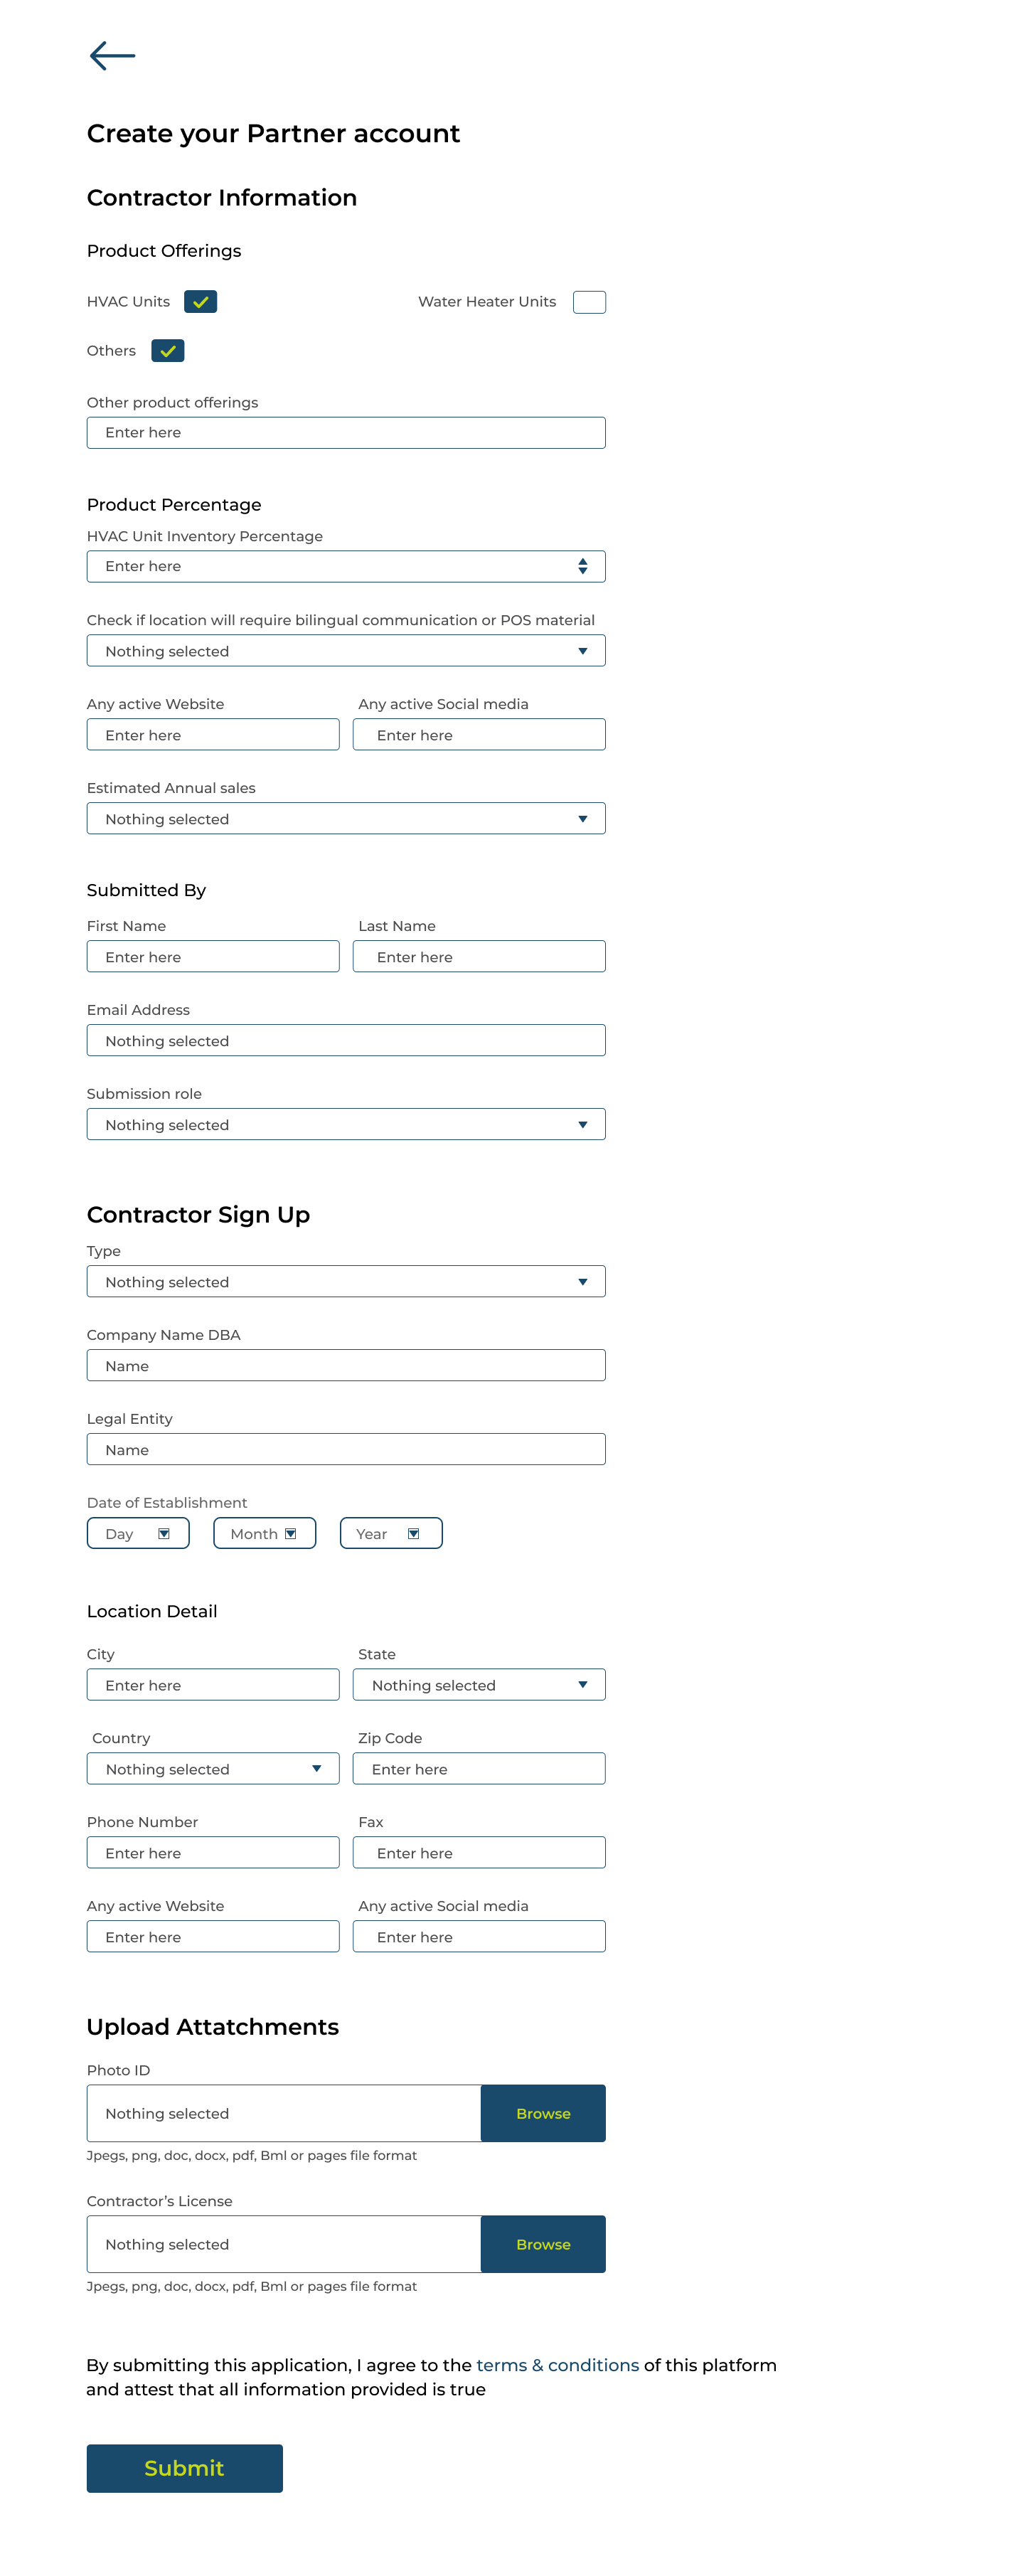 Create your Partner account
Contractor Information
Product Offerings
HVAC Units
Water Heater Units
Others
Other product offerings
Enter here
Product Percentage
HVAC Unit Inventory Percentage
Enter here
Check if location will require bilingual communication or POS material
Nothing selected
Any active Website
Any active Social media
Enter here
Enter here
Estimated Annual sales
Nothing selected
Submitted By
First Name
Last Name
Enter here
Enter here
Email Address
Nothing selected
Submission role
Nothing selected
Contractor Sign Up
Type
Nothing selected
Company Name DBA
Name
Legal Entity
Name
Date of Establishment
Day
Month
Year
Location Detail
City
State
Enter here
Nothing selected
Country
Zip Code
Nothing selected
Enter here
Phone Number
Fax
Enter here
Enter here
Any active Website
Any active Social media
Enter here
Enter here
Upload Attatchments
Photo ID
Nothing selected
Browse
Jpegs, png, doc, docx, pdf, Bml or pages file format
Contractor’s License
Nothing selected
Browse
Jpegs, png, doc, docx, pdf, Bml or pages file format
By submitting this application, I agree to the terms & conditions of this platform
and attest that all information provided is true
Submit